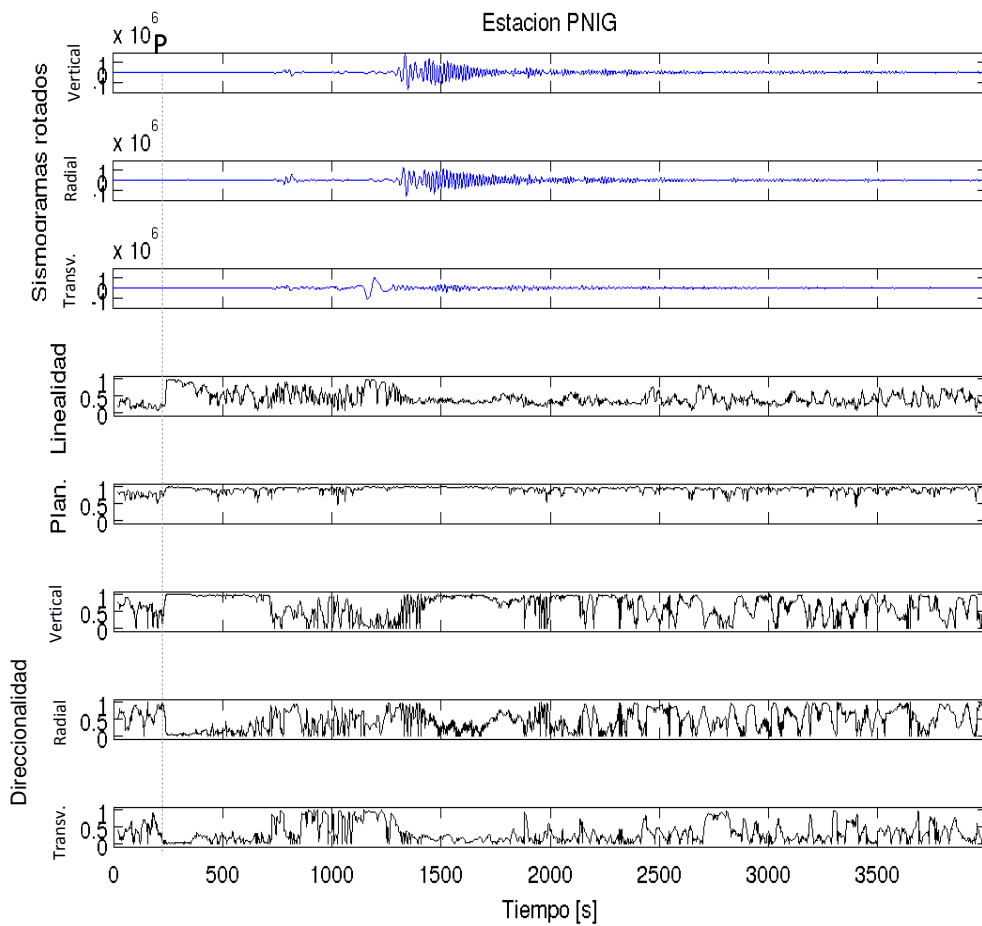 Estacion PNIG
x 10 6
P
Sismogramas rotados
Vertical
1
0
.1
x 10 6
Radial
1
0
.1
x 10 6
Transv.
1
0
-1
Linealidad
1
0.5
0
Plan.
1
0.5
0
Direccionalidad
Vertical
1
0.5
0
Radial
1
0.5
0
Transv.
1
0.5
0
0 500 1000 1500 2000 2500 3000 3500
Tiempo [s]